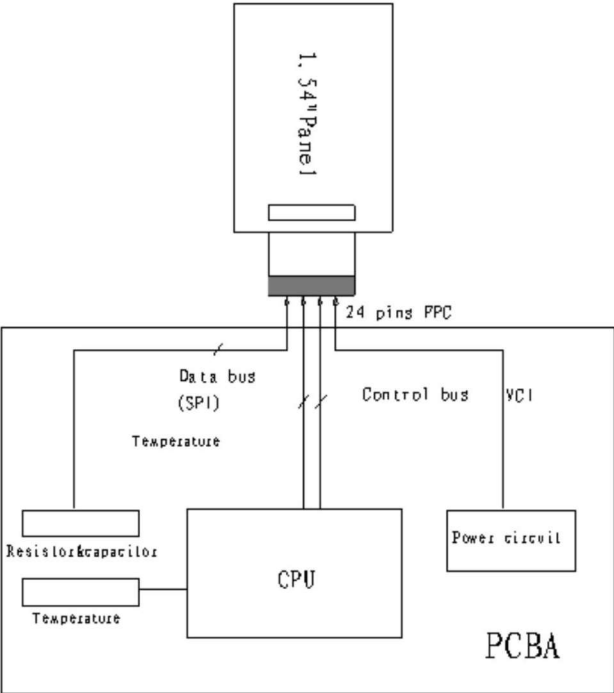 1. 54"Panel
24 pins FPC
Data bus
(SPI)
Control bus
VCI
Temperature
Resistor&capacitor
Power circuit
CPU
Temperature
PCBA